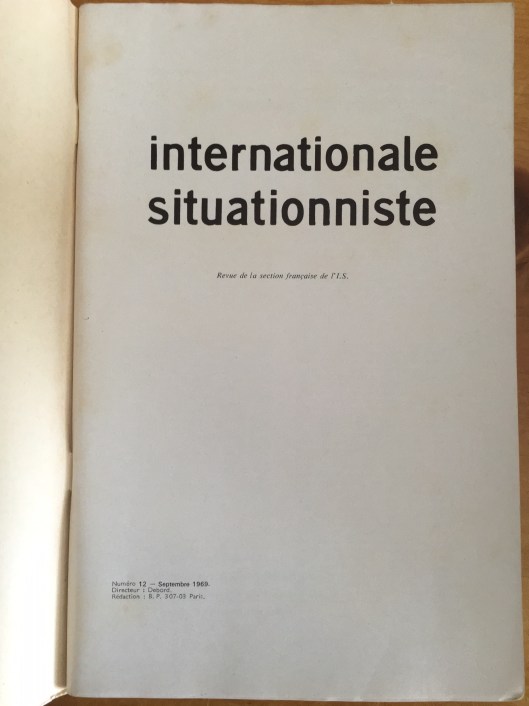 internationale
situationniste
Revue de la section française de l'I.S.
Numéro 12 — Septembre 1969.
Directeur : Debord.
Rédaction : B. P. 307-03 Paris.